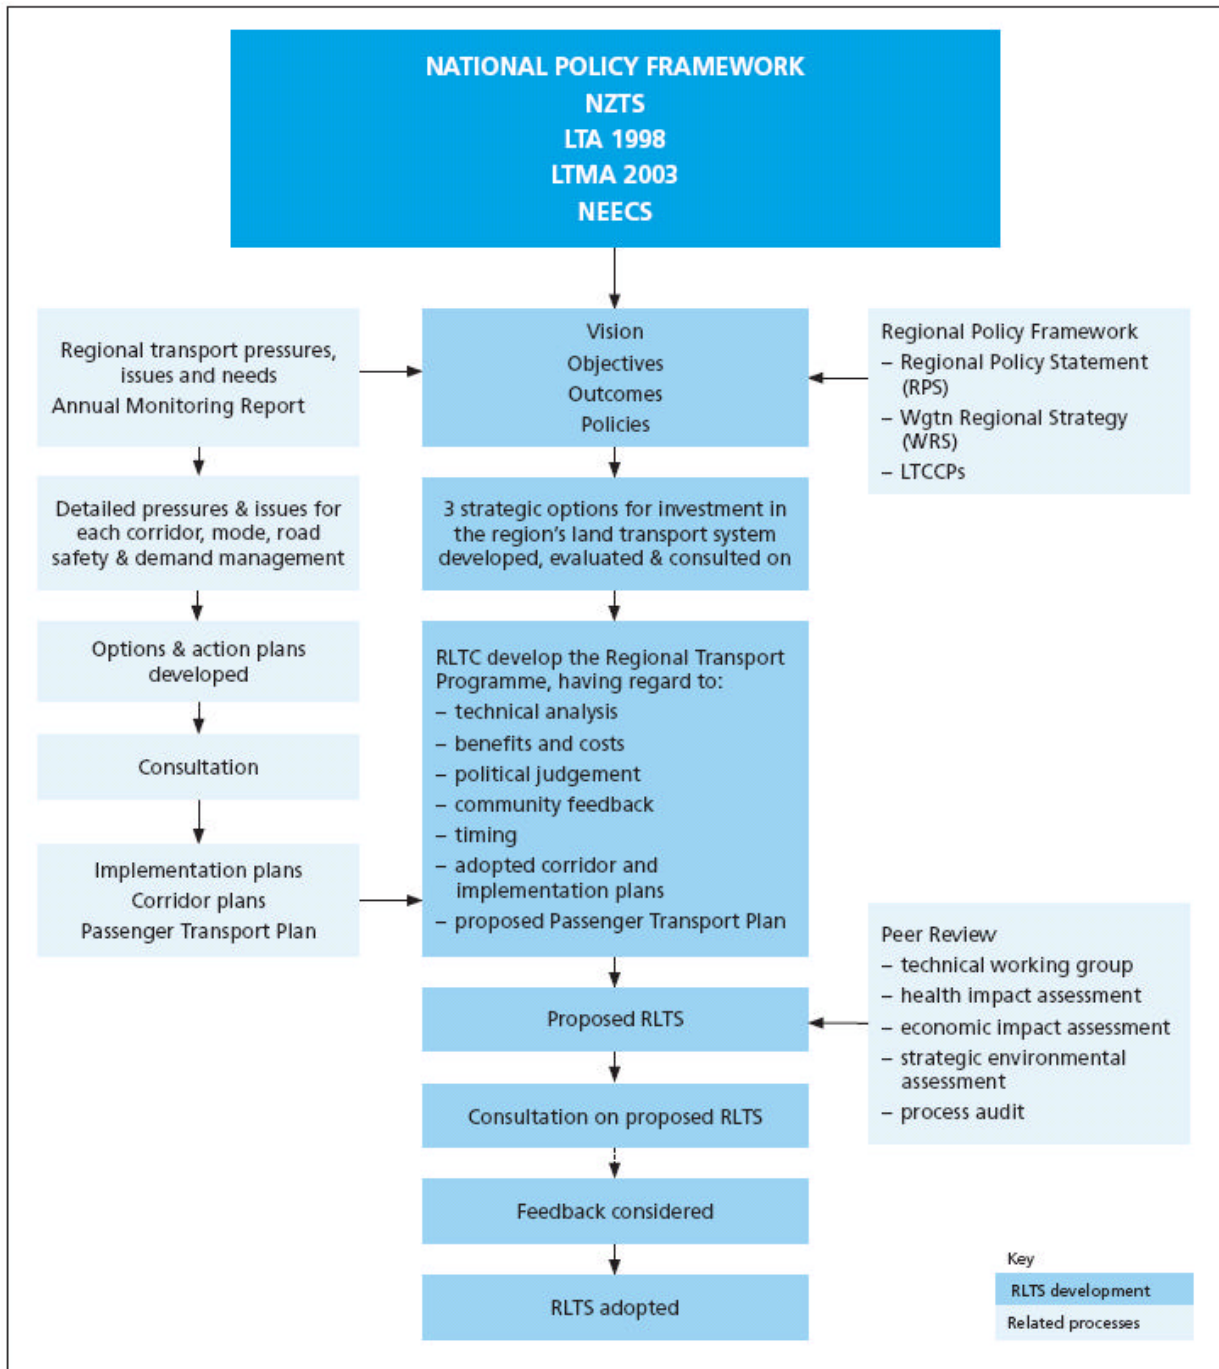 NATIONAL POLICY FRAMEWORK
NZTS
LTA 1998
LTMA 2003
NEECS
Regional transport pressures,
issues and needs
Annual Monitoring Report
Vision
Objectives
Outcomes
Policies
Regional Policy Framework
– Regional Policy Statement
(RPS)
– Wgtn Regional Strategy
(WRS)
– LTCCPs
Detailed pressures & issues for
each corridor, mode, road
safety & demand management
3 strategic options for investment in
the region’s land transport system
developed, evaluated & consulted on
Options & action plans
developed
Consultation
Implementation plans
Corridor plans
Passenger Transport Plan
RLTC develop the Regional Transport
Programme, having regard to:
– technical analysis
– benefits and costs
– political judgement
– community feedback
– timing
– adopted corridor and
implementation plans
– proposed Passenger Transport Plan
Peer Review
– technical working group
– health impact assessment
– economic impact assessment
– strategic environmental
assessment
– process audit
Proposed RLTS
Consultation on proposed RLTS
Feedback considered
RLTS adopted
Key
RLTS development
Related processes